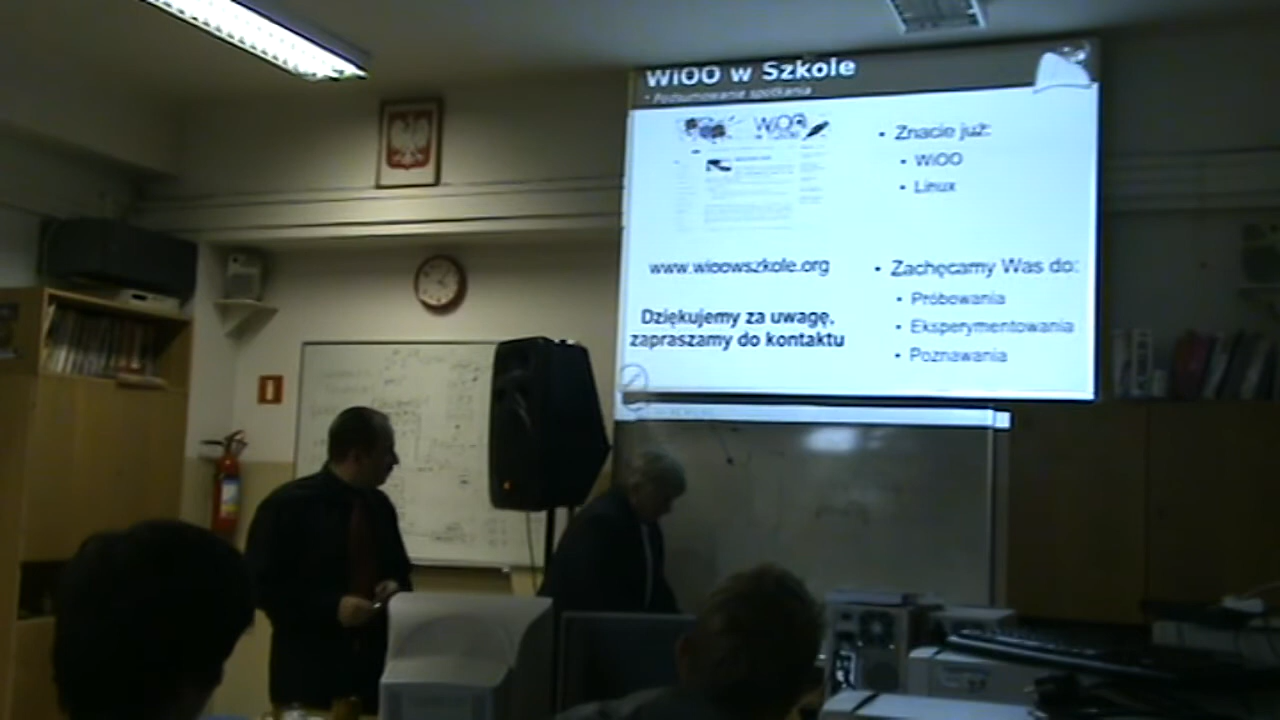 WiOO w Szkole
• Podsumowanie spotkania
WiOO
• Znacie już:
• WiOO
• Linux
www.wioowszkole.org
Dziękujemy za uwagę,
zapraszamy do kontaktu
• Zachęcamy Was do:
• Próbowania
• Eksperymentowania
• Poznawania